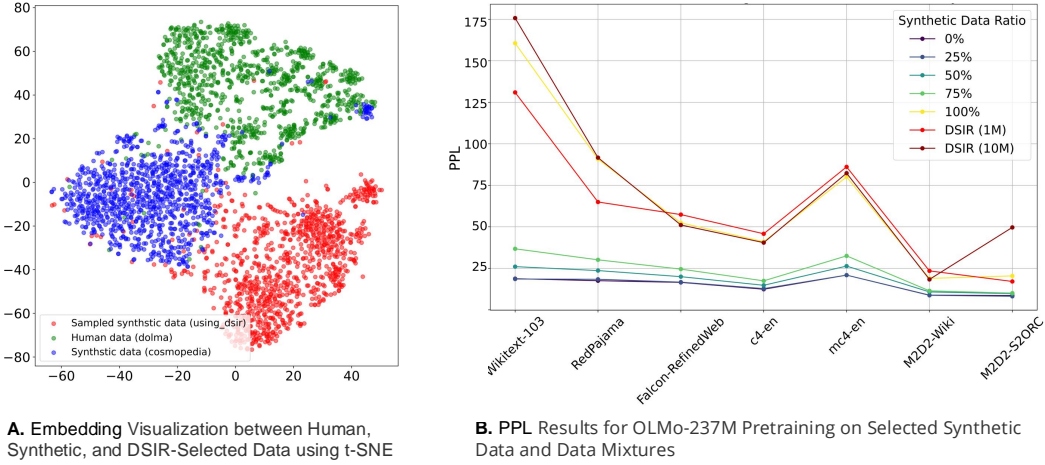 80
60
40
20
0
−20
−40
−60
−80
−60 −40 −20 0 20 40
Sampled synthstic data (using_dsir)
Human data (dolma)
Synthstic data (cosmopedia)
A. Embedding Visualization between Human,
Synthetic, and DSIR-Selected Data using t-SNE
PPL
175
150
125
100
75
50
25
Synthetic Data Ratio
0%
25%
50%
75%
100%
DSIR (1M)
DSIR (10M)
Wikitext-103
RedPajama
Falcon-RefinedWeb
c4-en
mc4-en
M2D2-Wiki
M2D2-S2ORC
B. PPL Results for OLMo-237M Pretraining on Selected Synthetic
Data and Data Mixtures